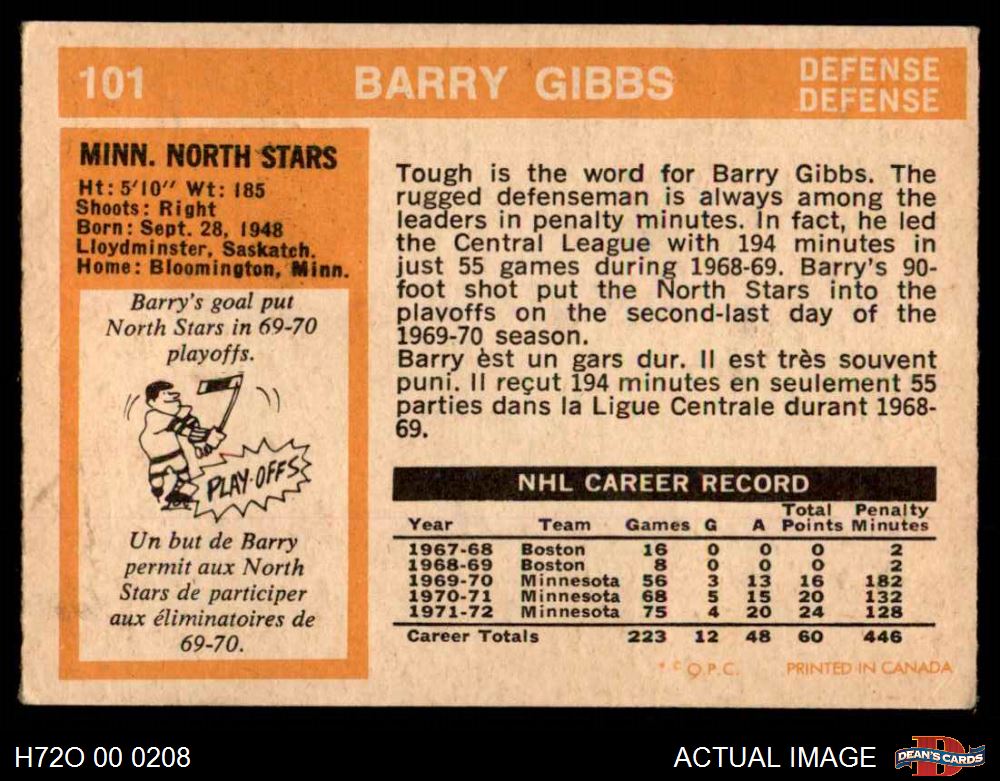 101 BARRY GIBBS DEFENSE
DEFENSE
MINN. NORTH STARS
Ht: 5'10" Wt: 185
Shoots: Right
Born: Sept. 28, 1948
Lloydminster, Saskatch.
Home: Bloomington, Minn.
Barry's goal put
North Stars in 69-70
playoffs.
PLAY-OFFS
Un but de Barry
permit aux North
Stars de participer
aux éliminatoires de
69-70.
Tough is the word for Barry Gibbs. The
rugged defenseman is always among the
leaders in penalty minutes. In fact, he led
the Central League with 194 minutes in
just 55 games during 1968-69. Barry's 90-
foot shot put the North Stars into the
playoffs on the second-last day of the
1969-70 season.
Barry èst un gars dur. Il est très souvent
puni. Il reçut 194 minutes en seulement 55
parties dans la Ligue Centrale durant 1968-
69.
NHL CAREER RECORD
Year Team Games G A Total Points Penalty Minutes
1967-68 Boston 16 0 0 0 2
1968-69 Boston 8 0 0 0 2
1969-70 Minnesota 56 3 13 16 182
1970-71 Minnesota 68 5 15 20 132
1971-72 Minnesota 75 4 20 24 128
Career Totals 223 12 48 60 446
* © O.P.C. PRINTED IN CANADA
H72O 00 0208 ACTUAL IMAGE D DEAN'S CARDS